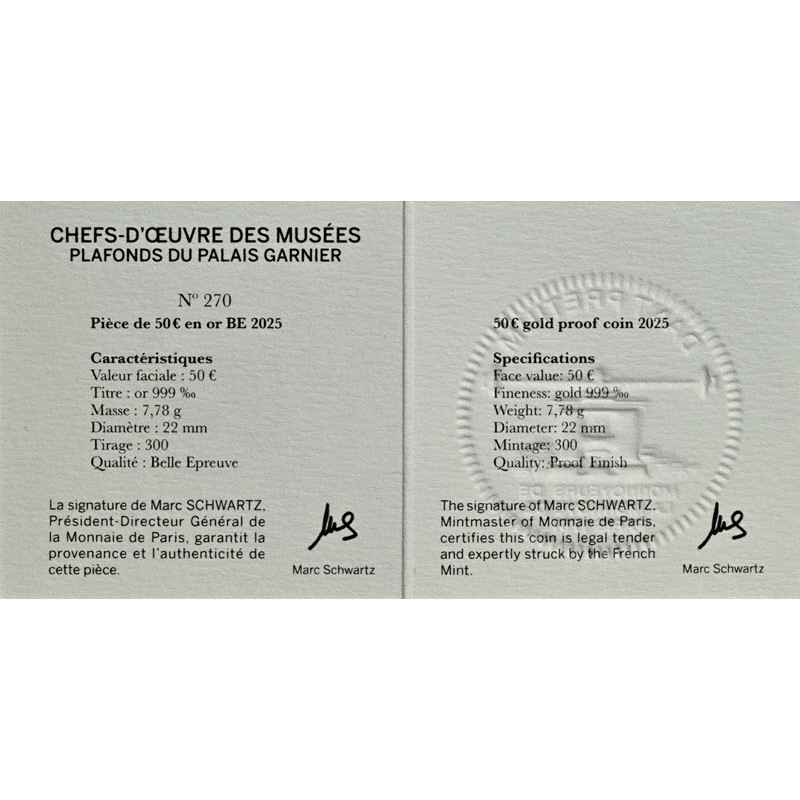 CHEFS-D'ŒUVRE DES MUSÉES
PLAFONDS DU PALAIS GARNIER
Nº 270
Pièce de 50 € en or BE 2025
Caractéristiques
Valeur faciale : 50 €
Titre : or 999 ‰
Masse : 7,78 g
Diamètre : 22 mm
Tirage : 300
Qualité : Belle Epreuve
La signature de Marc SCHWARTZ,
Président-Directeur Général de
la Monnaie de Paris, garantit la
provenance et l'authenticité de
cette pièce.
Marc Schwartz
50 € gold proof coin 2025
Specifications
Face value: 50 €
Fineness: gold 999 ‰
Weight: 7,78 g
Diameter: 22 mm
Mintage: 300
Quality: Proof Finish
The signature of Marc SCHWARTZ,
Mintmaster of Monnaie de Paris,
certifies this coin is legal tender
and expertly struck by the French
Mint.
Marc Schwartz